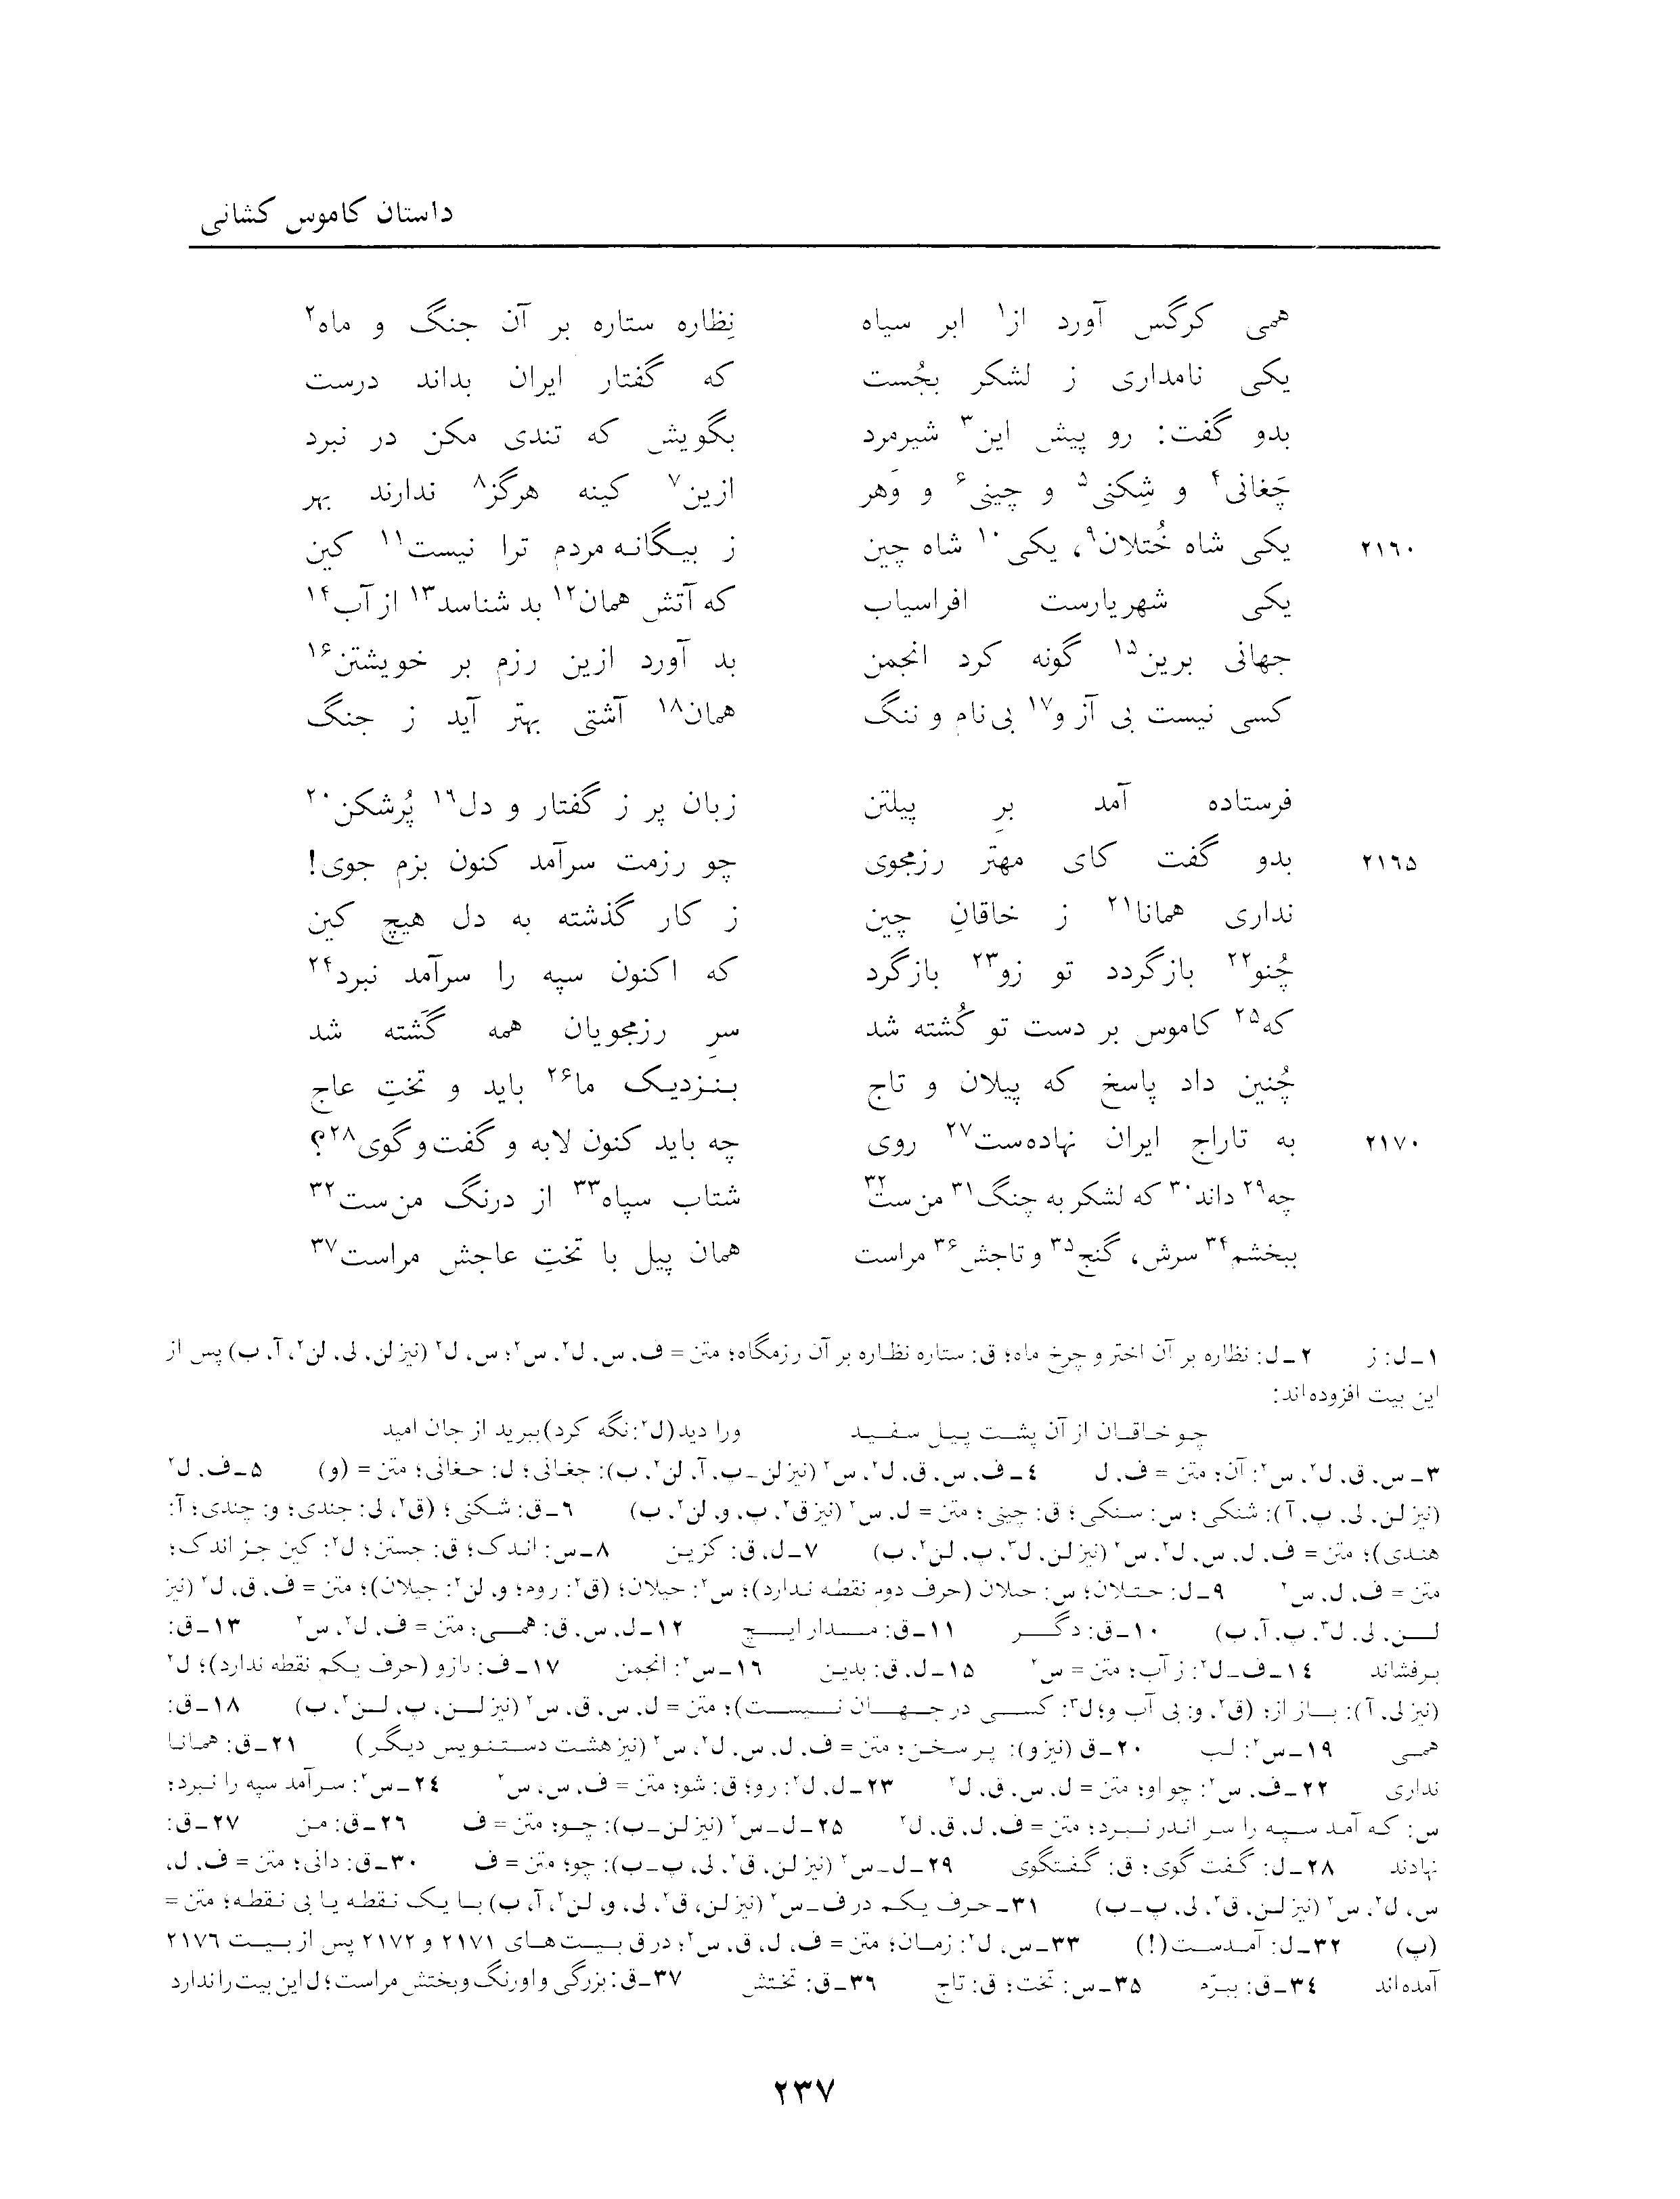 داستان کاموس کشانی
همی کرگس آورد از۱ ابر سیاه نِظاره ستاره بر آن جنگ و ماه۲
یکی نامداری ز لشکر بجُست که گفتار ایران بداند درست
بدو گفت: رو پیش این۳ شیرمرد بگویش که تندی مکن در نبرد
چَغانی۴ و شِکنی۵ و چینی۶ و وَهر ازین۷ کینه هرگز۸ ندارند بهر
۲۱۶۰ یکی شاه خُتلان۹، یکی۱۰ شاه چین ز بیگانه مردم ترا نیست۱۱ کین
یکی شهریارست افراسیاب که آتش همان۱۲ بد شناسد۱۳ از آب۱۴
جهانی برین۱۵ گونه کرد انجمن بد آورد ازین رزم بر خویشتن۱۶
کسی نیست بی آز و۱۷ بی‌نام و ننگ همان۱۸ آشتی بهتر آید ز جنگ
فرستاده آمد برِ پیلتن زبان پر ز گفتار و دل۱۹ پُرشکن۲۰
۲۱۶۵ بدو گفت کای مهتر رزمجوی چو رزمت سرآمد کنون بزم جوی!
نداری همانا۲۱ ز خاقانِ چین ز کار گذشته به دل هیچ کین
چُنو۲۲ بازگردد تو زو۲۳ بازگرد که اکنون سپه را سرآمد نبرد۲۴
که۲۵ کاموس بر دست تو کُشته شد سرِ رزمجویان همه گَشته شد
چُنین داد پاسخ که پیلان و تاج بنزدیک ما۲۶ باید و تختِ عاج
۲۱۷۰ به تاراج ایران نهاده‌ست۲۷ روی چه باید کنون لابه و گفت‌و‌گوی۲۸؟
چه۲۹ داند۳۰ که لشکر به چنگ۳۱ من‌ست۳۲ شتاب سپاه۳۳ از درنگ من‌ست۳۲
ببخشم۳۴ سرش، گنج۳۵ و تاجش۳۶ مراست همان پیل با تختِ عاجش مراست۳۷
۱ـ ل: ز ۲ـ ل: نظاره بر آن اختر و چرخ ماه؛ ق: ستاره نظاره بر آن رزمگاه؛ متن = ف، س، ل۲، س۲؛ س، ل۲ (نیز لن، لی، لن۲، آ، ب) پس از
این بیت افزوده‌اند:
چو خاقان از آن پشت پیل سفید ورا دید (ل۲: نگه کرد) ببرید از جان امید
۳ـ س، ق، ل۲، س۲: آن؛ متن = ف، ل ۴ـ ف، س، ق، ل۲، س۲ (نیز لن ـ پ، آ، لن۲، ب): جغانی؛ ل: حغانی؛ متن = (و) ۵ـ ف، ل۲
(نیز لن، لی، پ، آ): شنکی؛ س: سنکی؛ ق: چینی؛ متن = ل، س۲ (نیز ق۲، پ، و، لن۲، ب) ۶ـ ق: شکنی؛ (ق۲، لی: جندی؛ و: چندی؛ آ:
هندی)؛ متن = ف، ل، س، ل۲، س۲ (نیز لن، ل۳، پ، لن۲، ب) ۷ـ ل، ق: کزین ۸ـ س: اندک؛ ق: جستن؛ ل۲: کین جز اندک؛
متن = ف، ل، س۲ ۹ـ ل: حتلان؛ س: حىلان (حرف دوم نقطه ندارد)؛ س۲: حیلان؛ (ق۲: روم؛ و، لن۲: جیلان)؛ متن = ف، ق، ل۲ (نیز
لن، لی، ل۳، پ، آ، ب) ۱۰ـ ق: دگر ۱۱ـ ق: مدار ایچ ۱۲ـ ل، س، ق: همی؛ متن = ف، ل۲، س۲ ۱۳ـ ق:
برفشاند ۱۴ـ ف ـ ل۲: ز آب؛ متن = س۲ ۱۵ـ ل، ق: بدین ۱۶ـ س۲: انجمن ۱۷ـ ف: ىازو (حرف یکم نقطه ندارد)؛ ل۲
(نیز لی، آ): باز از؛ (ق۲، و: بی آب و؛ ل۳: کسی در جهان نیست)؛ متن = ل، س، ق، س۲ (نیز لن، پ، لن۲، ب) ۱۸ـ ق:
همی ۱۹ـ س۲: لب ۲۰ـ ق (نیز و): پر سخن؛ متن = ف، ل، س، ل۲، س۲ (نیز هشت دستنویس دیگر) ۲۱ـ ق: همانا
نداری ۲۲ـ ف، س۲: چو او؛ متن = ل، س، ق، ل۲ ۲۳ـ ل، ل۲: رو؛ ق: شو؛ متن = ف، س، س۲ ۲۴ـ س۲: سرآمد سپه را نبرد؛
س: که آمد سپه را سر اندر نبرد؛ متن = ف، ل، ق، ل۲ ۲۵ـ ل ـ س۲ (نیز لن ـ ب): چو؛ متن = ف ۲۶ـ ق: من ۲۷ـ ق:
نهادند ۲۸ـ ل: گفت گوی؛ ق: گفتگوی ۲۹ـ ل ـ س۲ (نیز لن، ق۲، لی، پ ـ ب): چو؛ متن = ف ۳۰ـ ق: دانی؛ متن = ف، ل،
س، ل۲، س۲ (نیز لن، ق۲، لی، پ ـ ب) ۳۱ـ حرف یکم در ف ـ س۲ (نیز لن، ق۲، لی، و، لن۲، آ، ب) با یک نقطه یا بی نقطه؛ متن =
(پ) ۳۲ـ ل: آمدست (!) ۳۳ـ س، ل۲: زمان؛ متن = ف، ل، ق، س۲؛ در ق بیت‌های ۲۱۷۱ و ۲۱۷۲ پس از بیت ۲۱۷۶
آمده‌اند ۳۴ـ ق: ببرّم ۳۵ـ س: تخت؛ ق: تاج ۳۶ـ ق: تختش ۳۷ـ ق: بزرگی و اورنگ و بختش مراست؛ ل این بیت را ندارد
۲۳۷